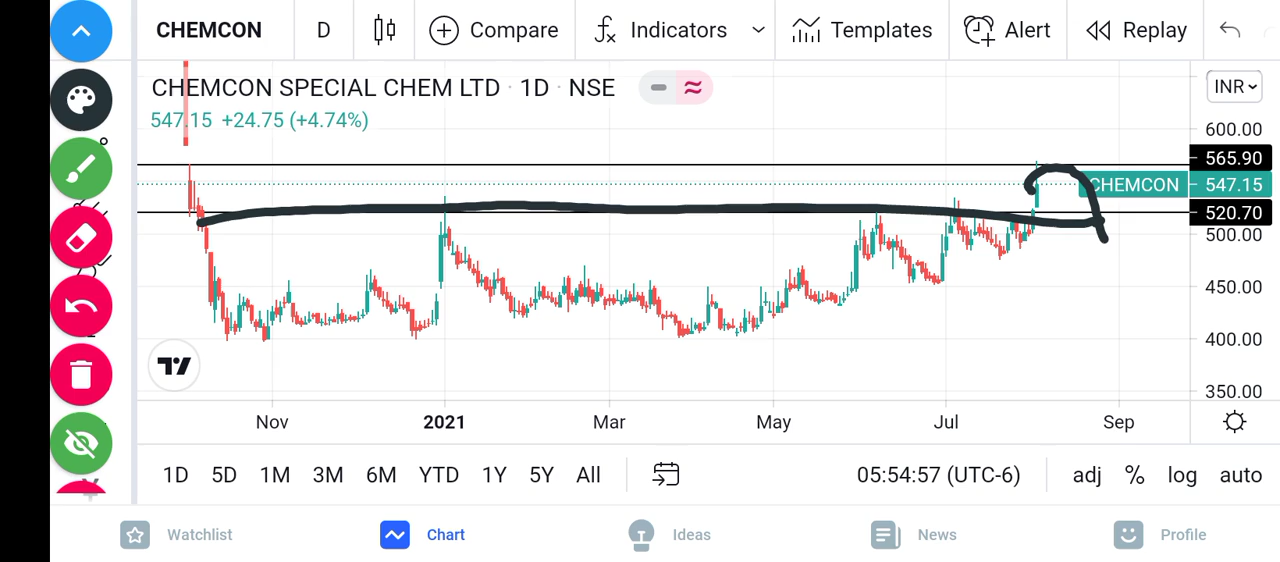 CHEMCON D Compare Indicators Templates Alert Replay
CHEMCON SPECIAL CHEM LTD · 1D · NSE
INR
547.15 +24.75 (+4.74%)
600.00
565.90
CHEMCON 547.15
520.70
500.00
450.00
400.00
350.00
Nov 2021 Mar May Jul Sep
1D 5D 1M 3M 6M YTD 1Y 5Y All 05:54:57 (UTC-6) adj % log auto
Watchlist Chart Ideas News Profile